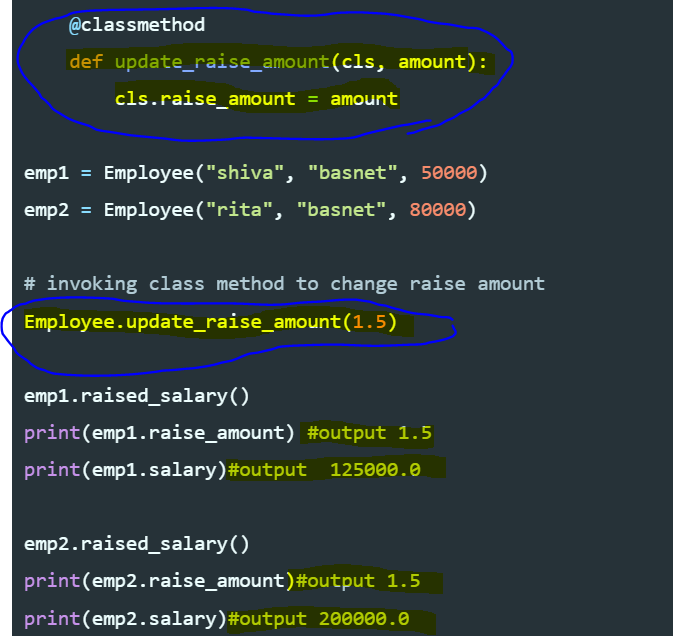 @classmethod
def update_raise_amount(cls, amount):
cls.raise_amount = amount
emp1 = Employee("shiva", "basnet", 50000)
emp2 = Employee("rita", "basnet", 80000)
# invoking class method to change raise amount
Employee.update_raise_amount(1.5)
emp1.raised_salary()
print(emp1.raise_amount) #output 1.5
print(emp1.salary)#output  125000.0
emp2.raised_salary()
print(emp2.raise_amount)#output 1.5
print(emp2.salary)#output 200000.0